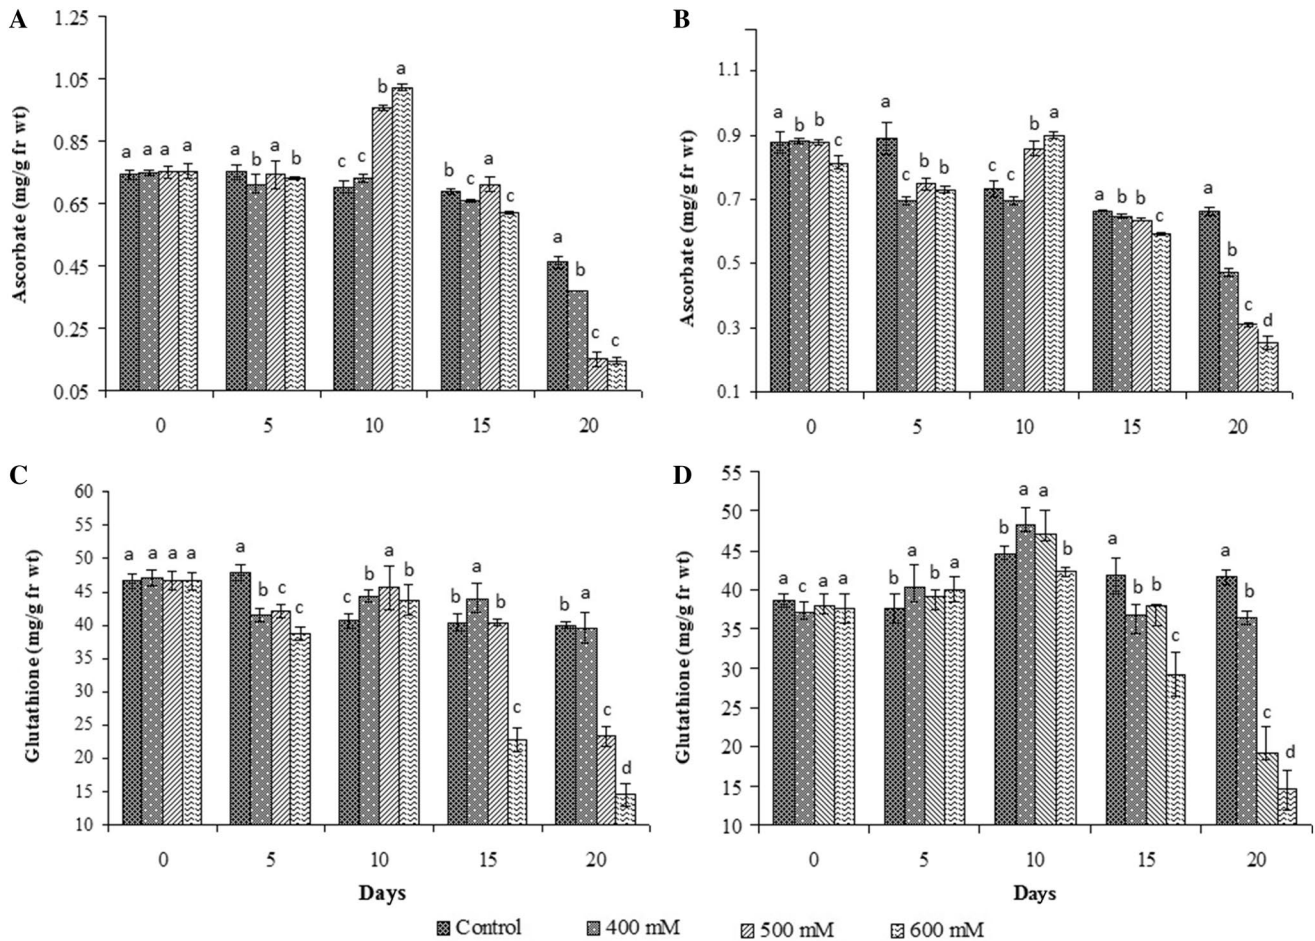 A
Ascorbate (mg/g fr wt)
1.25
1.05
0.85
0.65
0.45
0.25
0.05
a a a a
a b a b
c c b a
b c a c
a b c c
0 5 10 15 20
B
Ascorbate (mg/g fr wt)
1.1
0.9
0.7
0.5
0.3
0.1
a b b c
a c b b
c c b a
a b b c
a b c d
0 5 10 15 20
C
Glutathione (mg/g fr wt)
60
55
50
45
40
35
30
25
20
15
10
a a a a
a b c c
c b a b
b a b c
b a c d
0 5 10 15 20
Days
D
Glutathione (mg/g fr wt)
55
50
45
40
35
30
25
20
15
10
a c a a
b a b a
b a a b
a b b c
a b c d
0 5 10 15 20
Days
Control 400 mM 500 mM 600 mM